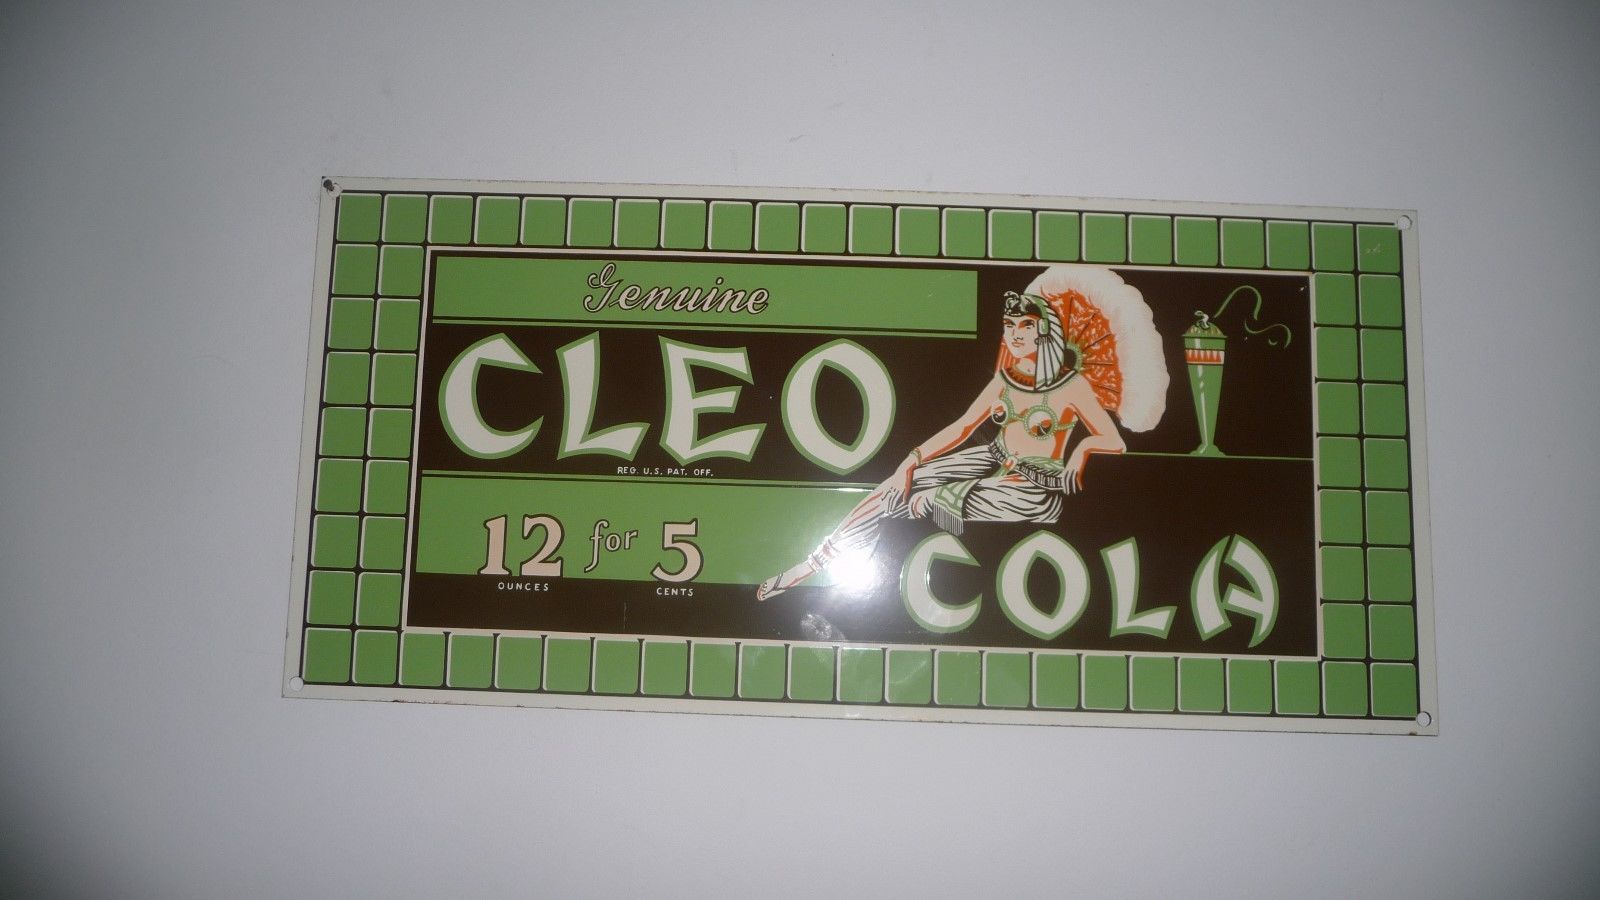 Genuine
CLEO
REG. U.S. PAT. OFF.
12 for 5
OUNCES CENTS
COLA